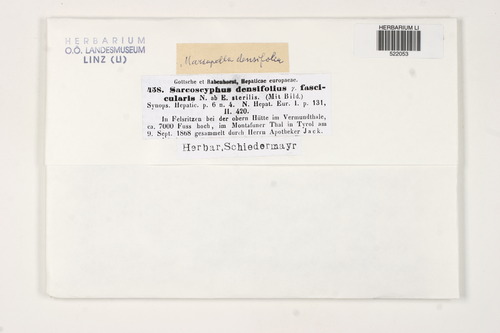 HERBARIUM
O.Ö. LANDESMUSEUM
LINZ (LI)
HERBARIUM LI
522053
Marsupella densifolia
Gottsche et Rabenhorst, Hepaticae europaeae.
458. Sarcoscyphus densifolius γ. fasci-
cularis N. ab E. sterilis. (Mit Bild.)
Synops. Hepatic. p. 6 n. 4. N. Hepat. Eur. I. p. 131,
II. 420.
In Felsritzen bei der obern Hütte im Vermundthale,
ca. 7000 Fuss hoch, im Montafuner Thal in Tyrol am
9. Sept. 1868 gesammelt durch Herrn Apotheker Jack.
Herbar, Schiedermayr